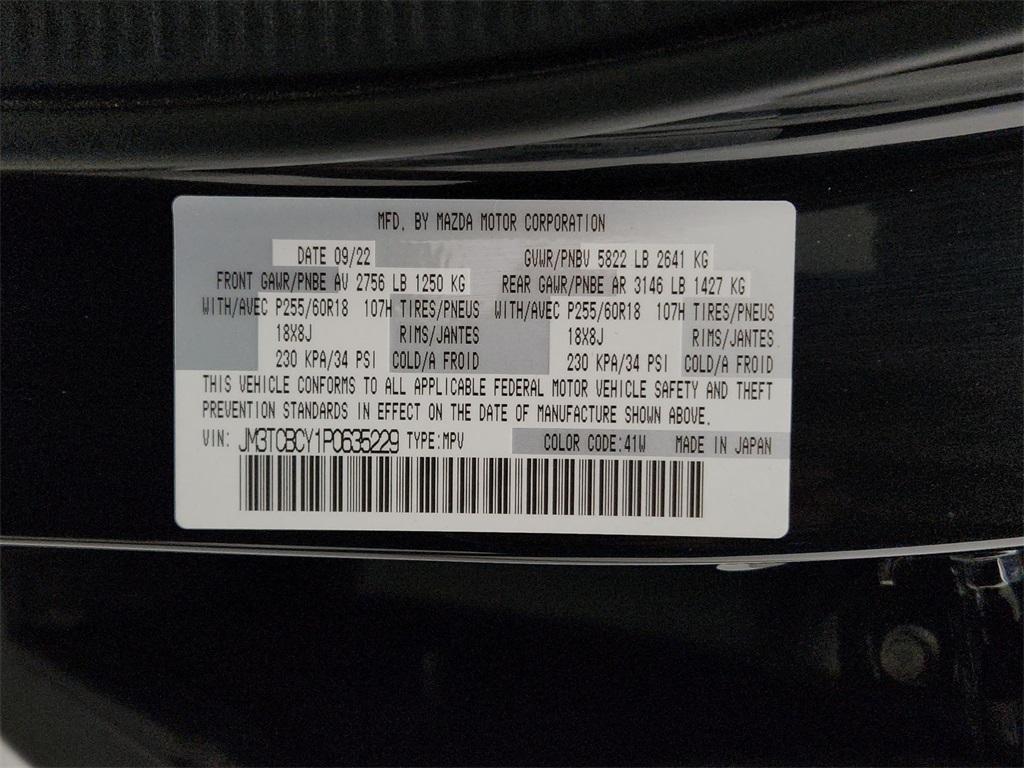 MFD. BY MAZDA MOTOR CORPORATION
DATE 09/22 GVWR/PNBV 5822 LB 2641 KG
FRONT GAWR/PNBE AV 2756 LB 1250 KG REAR GAWR/PNBE AR 3146 LB 1427 KG
WITH/AVEC P255/60R18 107H TIRES/PNEUS WITH/AVEC P255/60R18 107H TIRES/PNEUS
18X8J RIMS/JANTES 18X8J RIMS/JANTES
230 KPA/34 PSI COLD/A FROID 230 KPA/34 PSI COLD/A FROID
THIS VEHICLE CONFORMS TO ALL APPLICABLE FEDERAL MOTOR VEHICLE SAFETY AND THEFT
PREVENTION STANDARDS IN EFFECT ON THE DATE OF MANUFACTURE SHOWN ABOVE.
VIN: JM3TCBCY1P0635229 TYPE:MPV COLOR CODE:41W MADE IN JAPAN